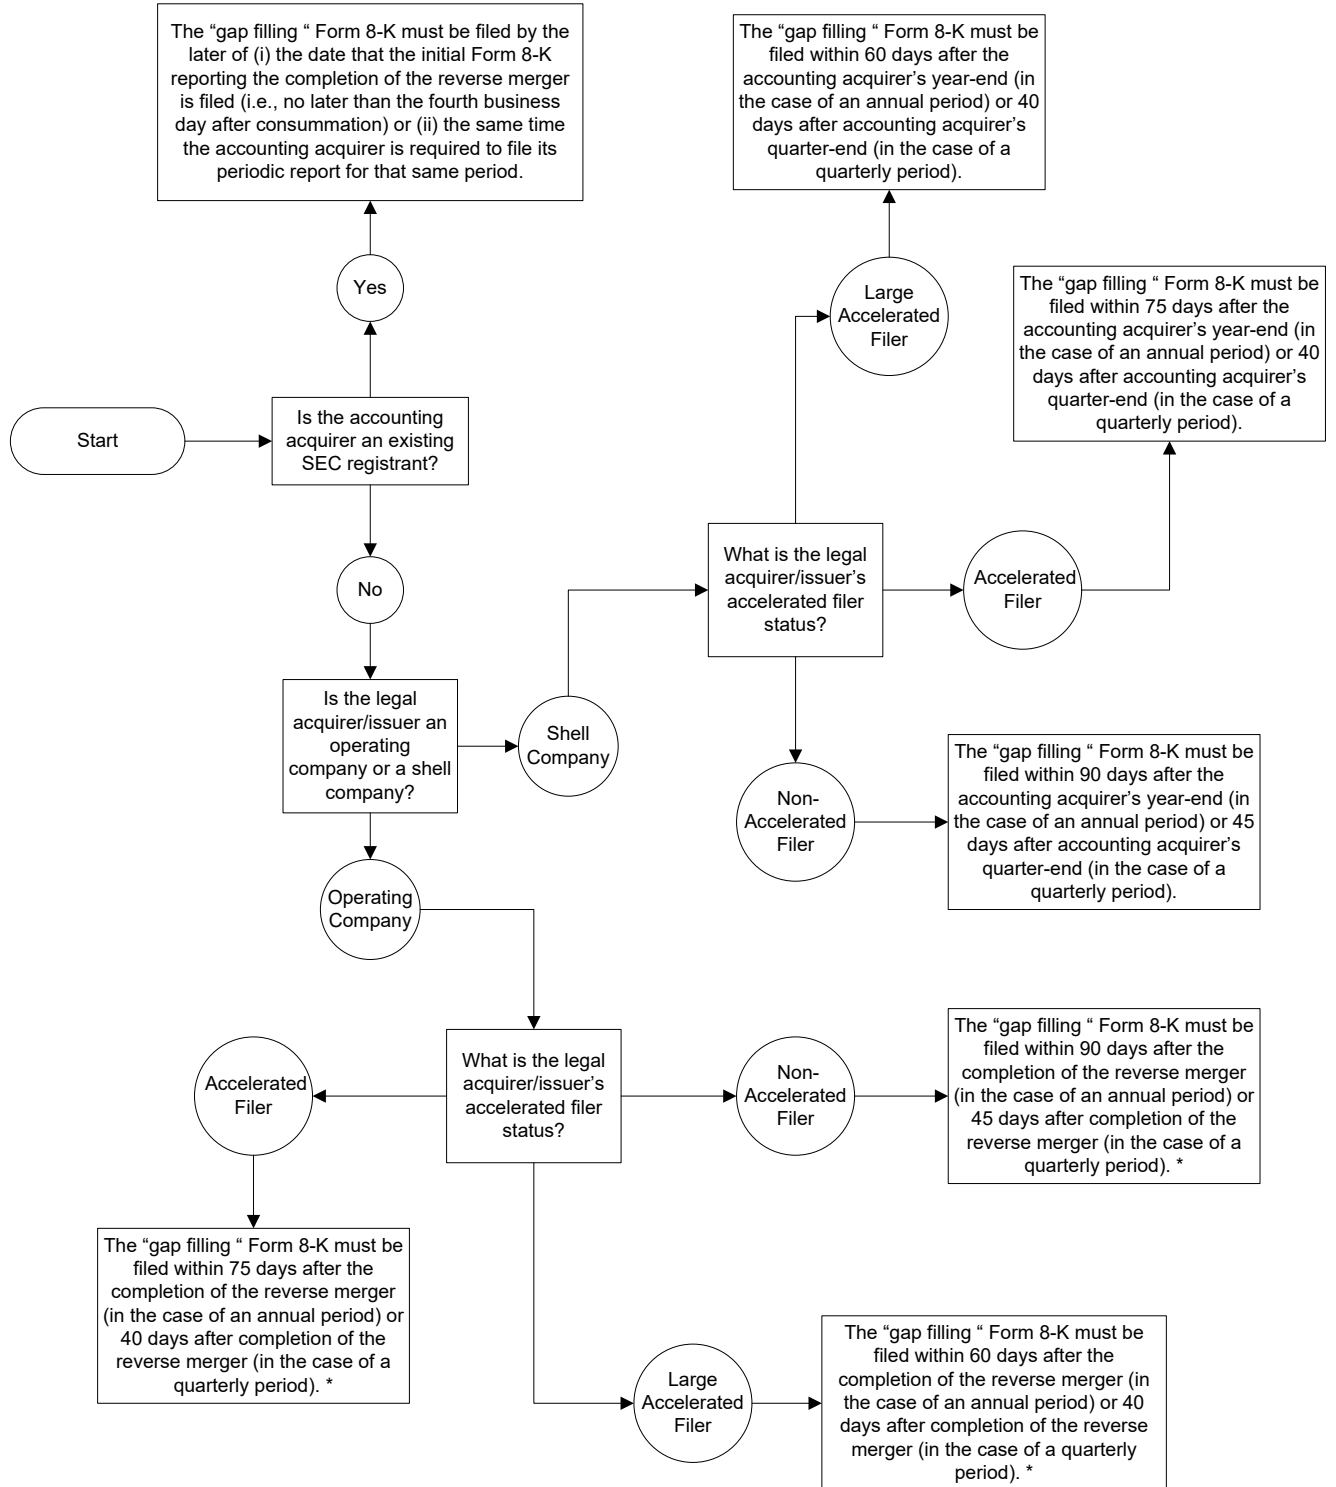 The “gap filling “ Form 8-K must be filed by the
later of (i) the date that the initial Form 8-K
reporting the completion of the reverse merger
is filed (i.e., no later than the fourth business
day after consummation) or (ii) the same time
the accounting acquirer is required to file its
periodic report for that same period.
The “gap filling “ Form 8-K must be
filed within 60 days after the
accounting acquirer’s year-end (in
the case of an annual period) or 40
days after accounting acquirer’s
quarter-end (in the case of a
quarterly period).
Yes
Large
Accelerated
Filer
The “gap filling “ Form 8-K must be
filed within 75 days after the
accounting acquirer’s year-end (in
the case of an annual period) or 40
days after accounting acquirer’s
quarter-end (in the case of a
quarterly period).
Start
Is the accounting
acquirer an existing
SEC registrant?
No
What is the legal
acquirer/issuer’s
accelerated filer
status?
Accelerated
Filer
Is the legal
acquirer/issuer an
operating
company or a shell
company?
Shell
Company
Non-
Accelerated
Filer
The “gap filling “ Form 8-K must be
filed within 90 days after the
accounting acquirer’s year-end (in
the case of an annual period) or 45
days after accounting acquirer’s
quarter-end (in the case of a
quarterly period).
Operating
Company
Accelerated
Filer
What is the legal
acquirer/issuer’s
accelerated filer
status?
Non-
Accelerated
Filer
The “gap filling “ Form 8-K must be
filed within 90 days after the
completion of the reverse merger
(in the case of an annual period) or
45 days after completion of the
reverse merger (in the case of a
quarterly period). *
The “gap filling “ Form 8-K must be
filed within 75 days after the
completion of the reverse merger
(in the case of an annual period) or
40 days after completion of the
reverse merger (in the case of a
quarterly period). *
Large
Accelerated
Filer
The “gap filling “ Form 8-K must be
filed within 60 days after the
completion of the reverse merger (in
the case of an annual period) or 40
days after completion of the reverse
merger (in the case of a quarterly
period). *